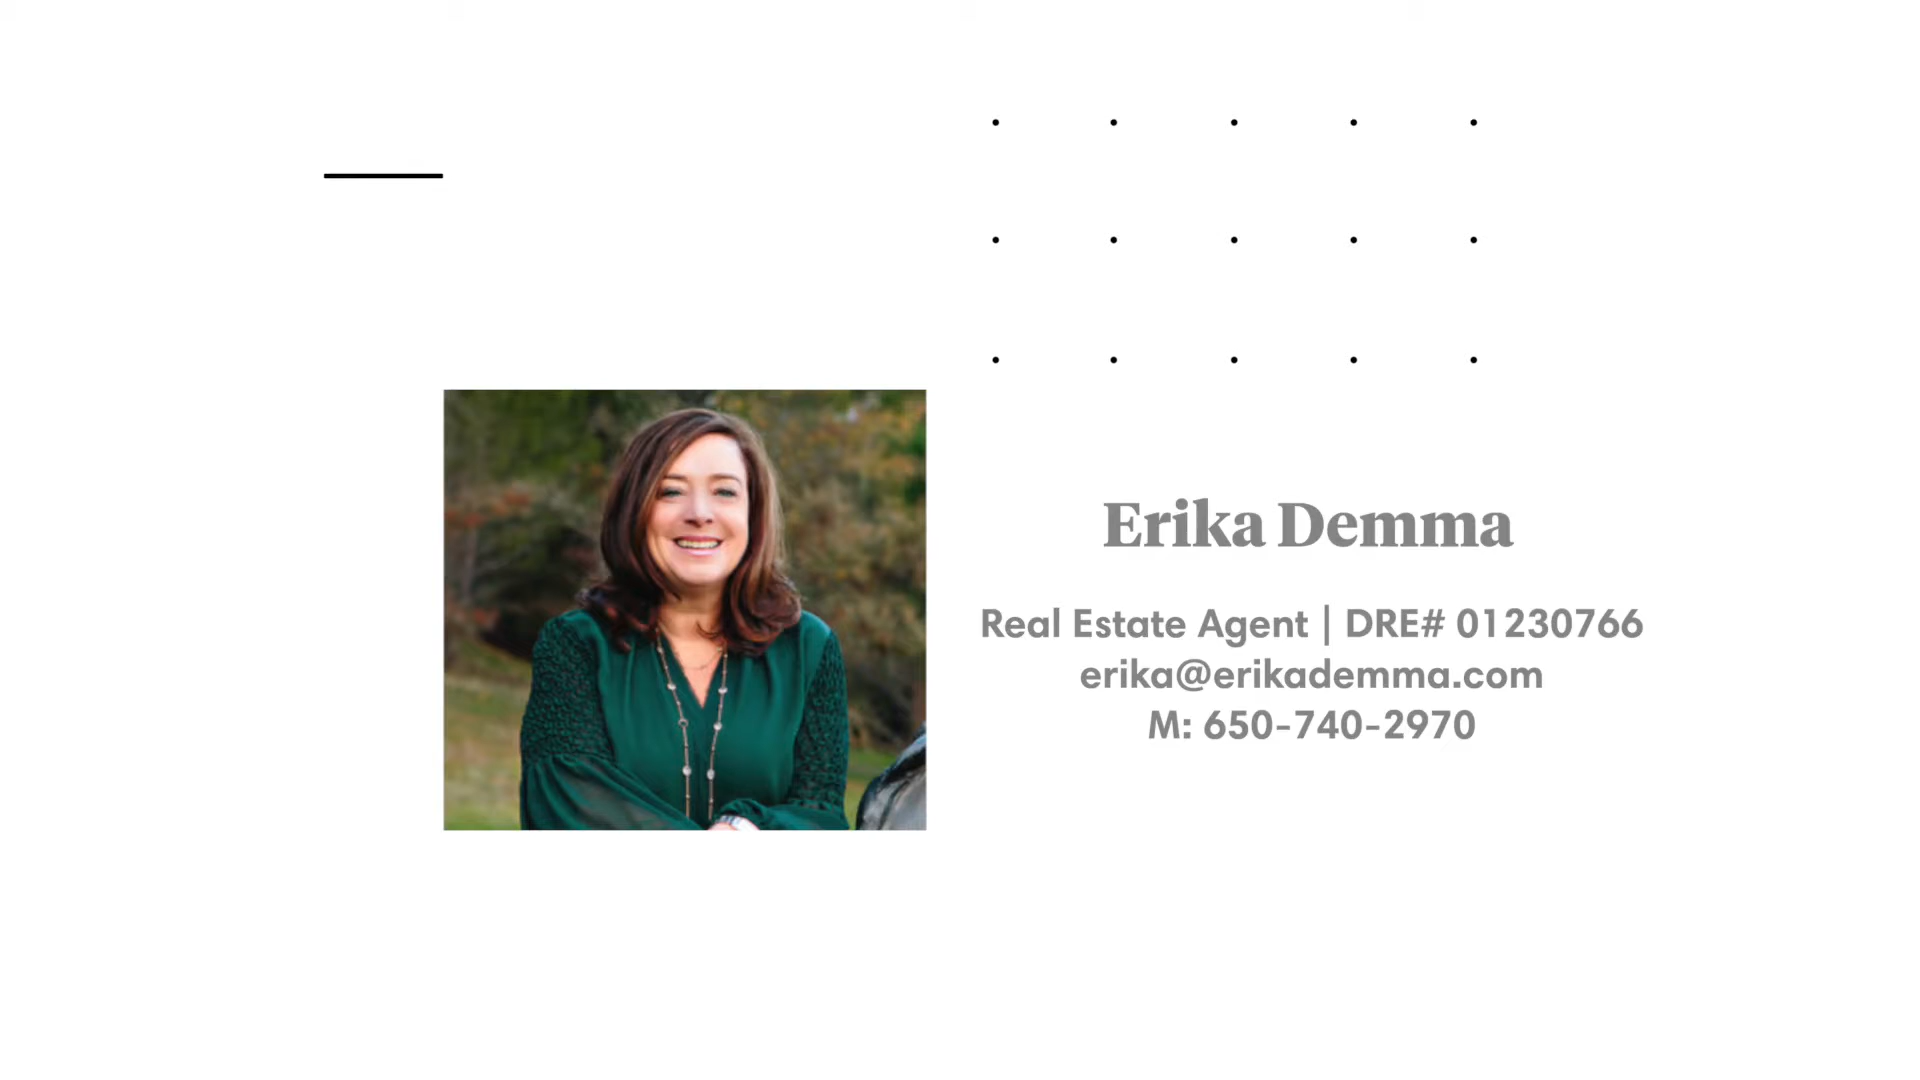 Erika Demma
Real Estate Agent | DRE# 01230766
erika@erikademma.com
M: 650-740-2970